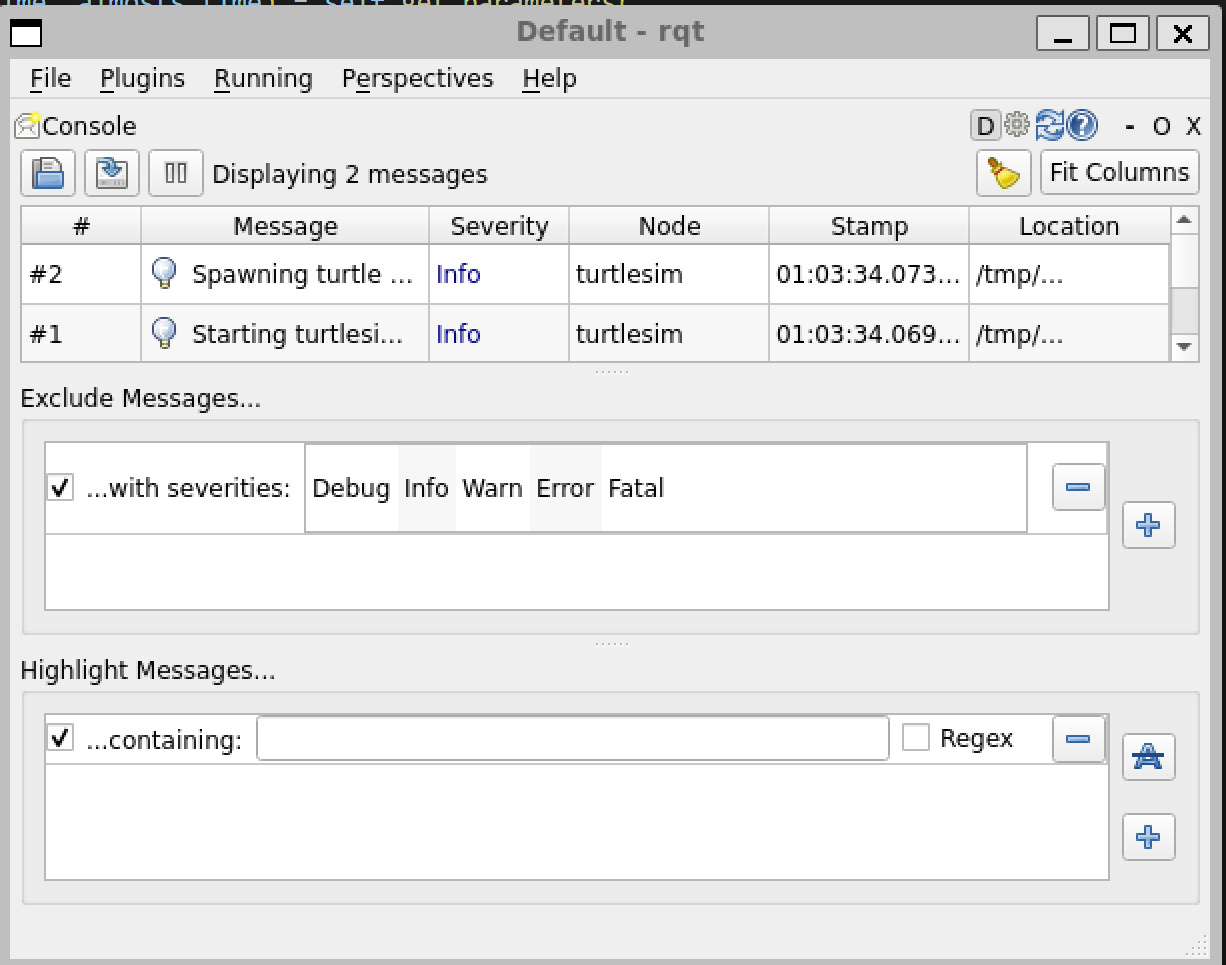 Default - rqt
File Plugins Running Perspectives Help
Console D - O X
Displaying 2 messages Fit Columns
# Message Severity Node Stamp Location
#2 Spawning turtle ... Info turtlesim 01:03:34.073... /tmp/...
#1 Starting turtlesi... Info turtlesim 01:03:34.069... /tmp/...
Exclude Messages...
...with severities: Debug Info Warn Error Fatal
Highlight Messages...
...containing: Regex